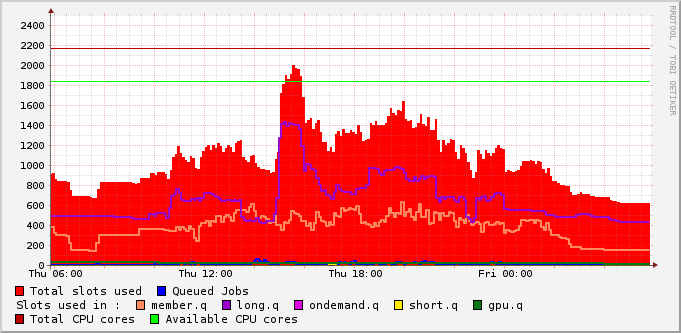 2400
2200
2000
1800
1600
1400
1200
1000
800
600
400
200
0
Thu 06:00 Thu 12:00 Thu 18:00 Fri 00:00
RRDTOOL / TOBI OETIKER
Total slots used Queued Jobs
Slots used in : member.q long.q ondemand.q short.q gpu.q
Total CPU cores Available CPU cores